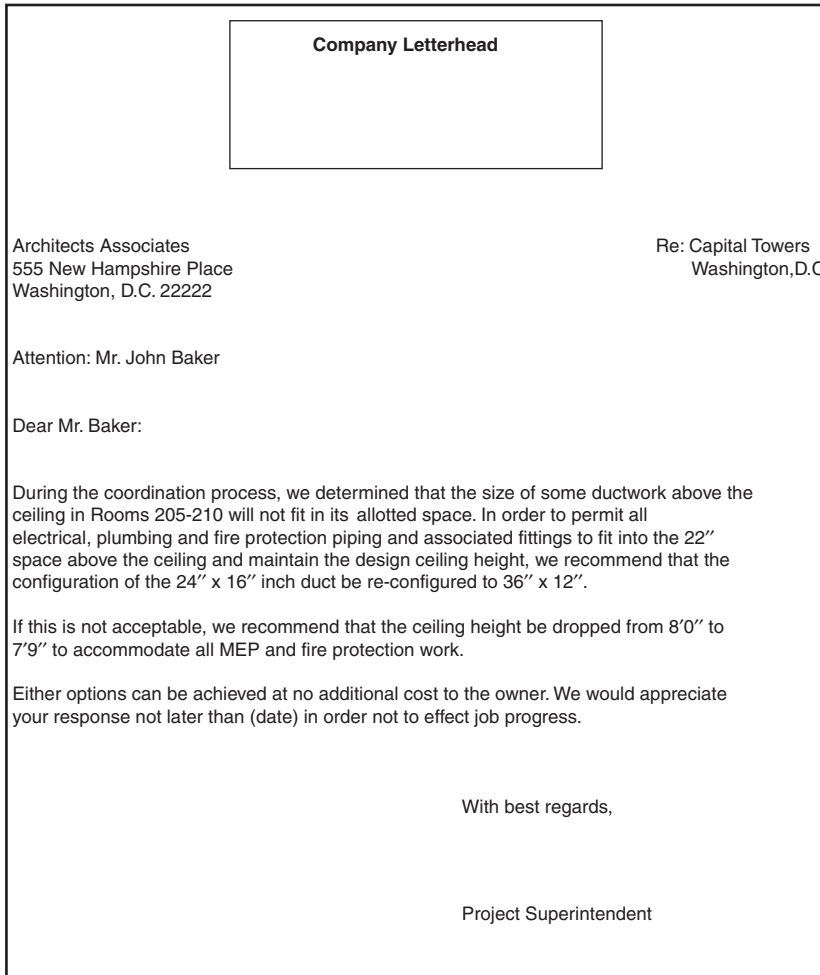 Company Letterhead
Architects Associates
Re: Capital Towers
555 New Hampshire Place
Washington,D.C
Washington, D.C. 22222
Attention: Mr. John Baker
Dear Mr. Baker:
During the coordination process, we determined that the size of some ductwork above the
ceiling in Rooms 205-210 will not fit in its allotted space. In order to permit all
electrical, plumbing and fire protection piping and associated fittings to fit into the 22″
space above the ceiling and maintain the design ceiling height, we recommend that the
configuration of the 24″ x 16″ inch duct be re-configured to 36″ x 12″.
If this is not acceptable, we recommend that the ceiling height be dropped from 8′0″ to
7′9″ to accommodate all MEP and fire protection work.
Either options can be achieved at no additional cost to the owner. We would appreciate
your response not later than (date) in order not to effect job progress.
With best regards,
Project Superintendent